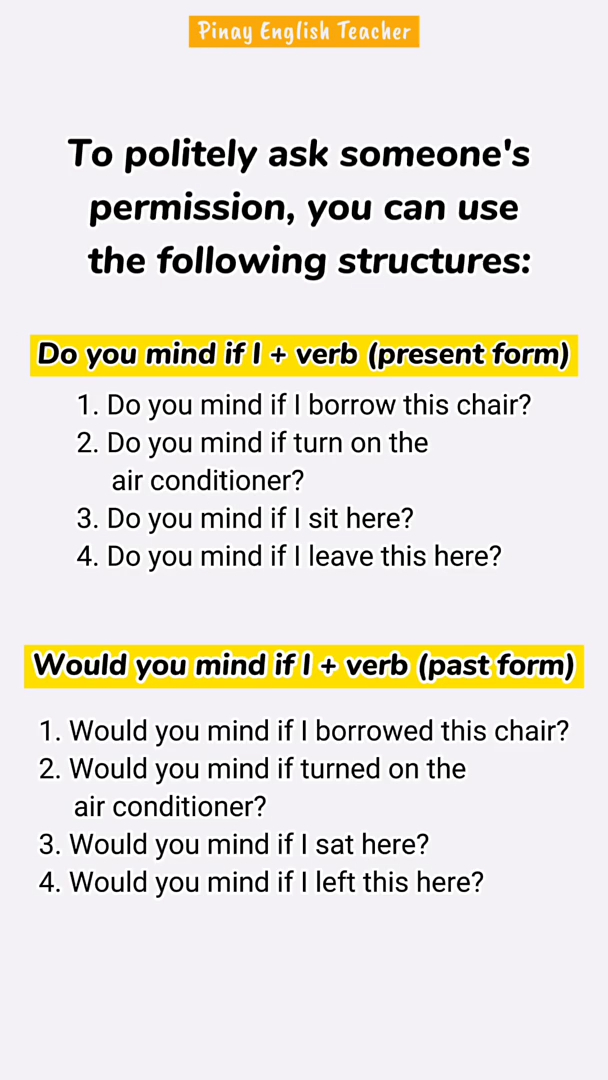 Pinay English Teacher
To politely ask someone's
permission, you can use
the following structures:
Do you mind if I + verb (present form)
1. Do you mind if I borrow this chair?
2. Do you mind if turn on the
air conditioner?
3. Do you mind if I sit here?
4. Do you mind if I leave this here?
Would you mind if I + verb (past form)
1. Would you mind if I borrowed this chair?
2. Would you mind if turned on the
air conditioner?
3. Would you mind if I sat here?
4. Would you mind if I left this here?